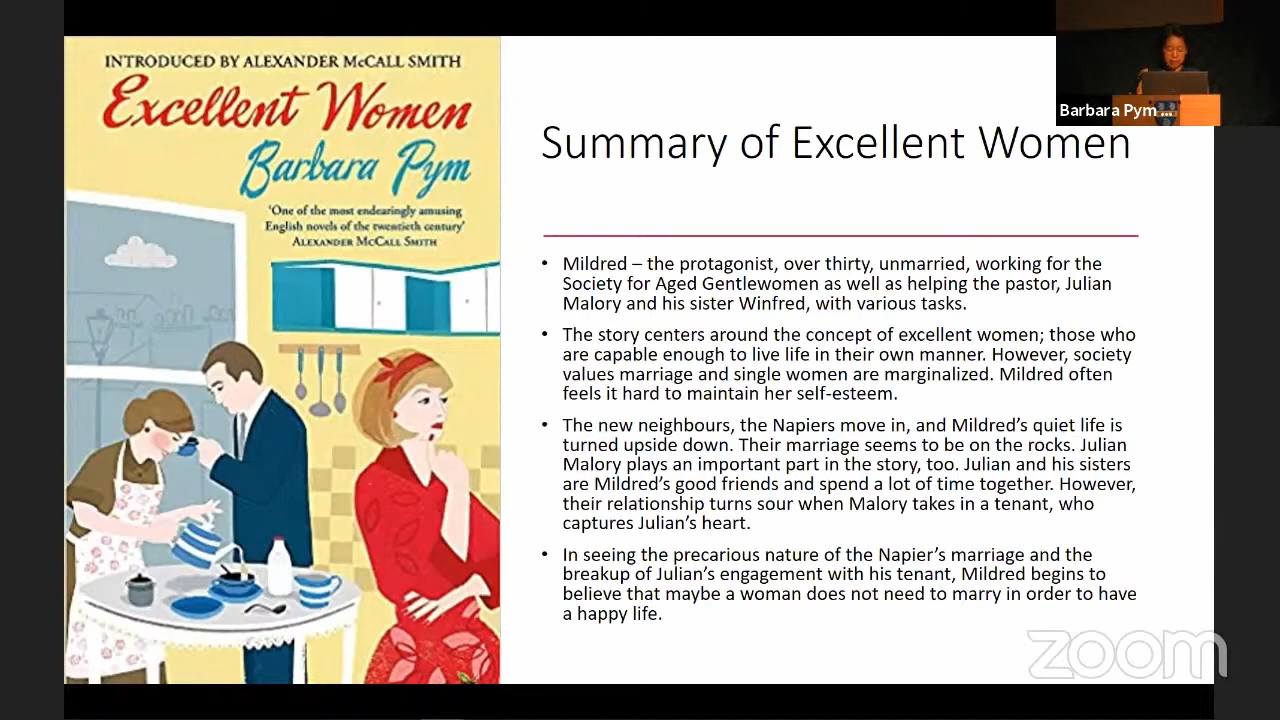 INTRODUCED BY ALEXANDER McCALL SMITH
Excellent Women
Barbara Pym
'One of the most endearingly amusing
English novels of the twentieth century'
ALEXANDER MCCALL SMITH
Barbara Pym ...
Summary of Excellent Women
• Mildred – the protagonist, over thirty, unmarried, working for the
Society for Aged Gentlewomen as well as helping the pastor, Julian
Malory and his sister Winfred, with various tasks.
• The story centers around the concept of excellent women; those who
are capable enough to live life in their own manner. However, society
values marriage and single women are marginalized. Mildred often
feels it hard to maintain her self-esteem.
• The new neighbours, the Napiers move in, and Mildred's quiet life is
turned upside down. Their marriage seems to be on the rocks. Julian
Malory plays an important part in the story, too. Julian and his sisters
are Mildred's good friends and spend a lot of time together. However,
their relationship turns sour when Malory takes in a tenant, who
captures Julian's heart.
• In seeing the precarious nature of the Napier's marriage and the
breakup of Julian's engagement with his tenant, Mildred begins to
believe that maybe a woman does not need to marry in order to have
a happy life.
zoom